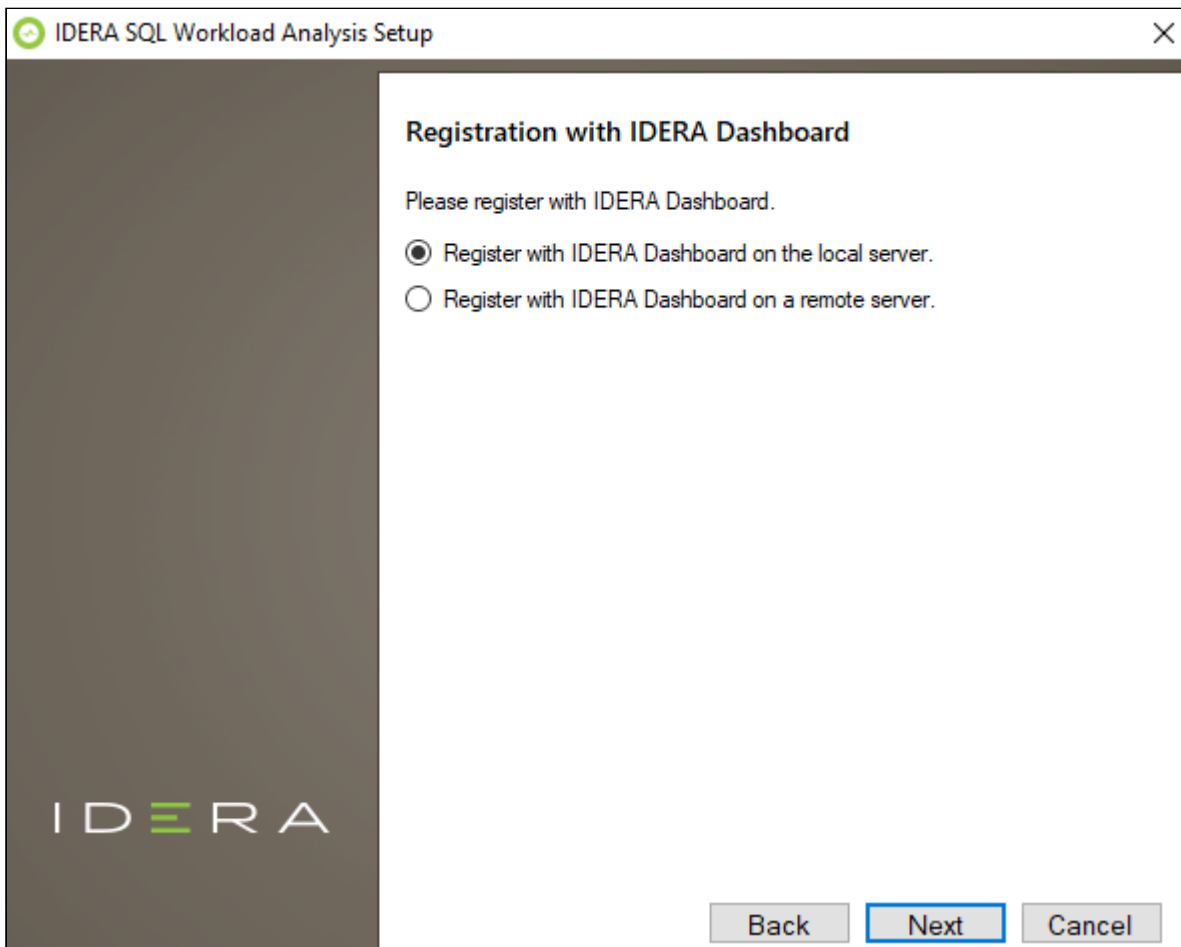 IDERA SQL Workload Analysis Setup
Registration with IDERA Dashboard
Please register with IDERA Dashboard.
Register with IDERA Dashboard on the local server.
Register with IDERA Dashboard on a remote server.
IDERA
Back Next Cancel